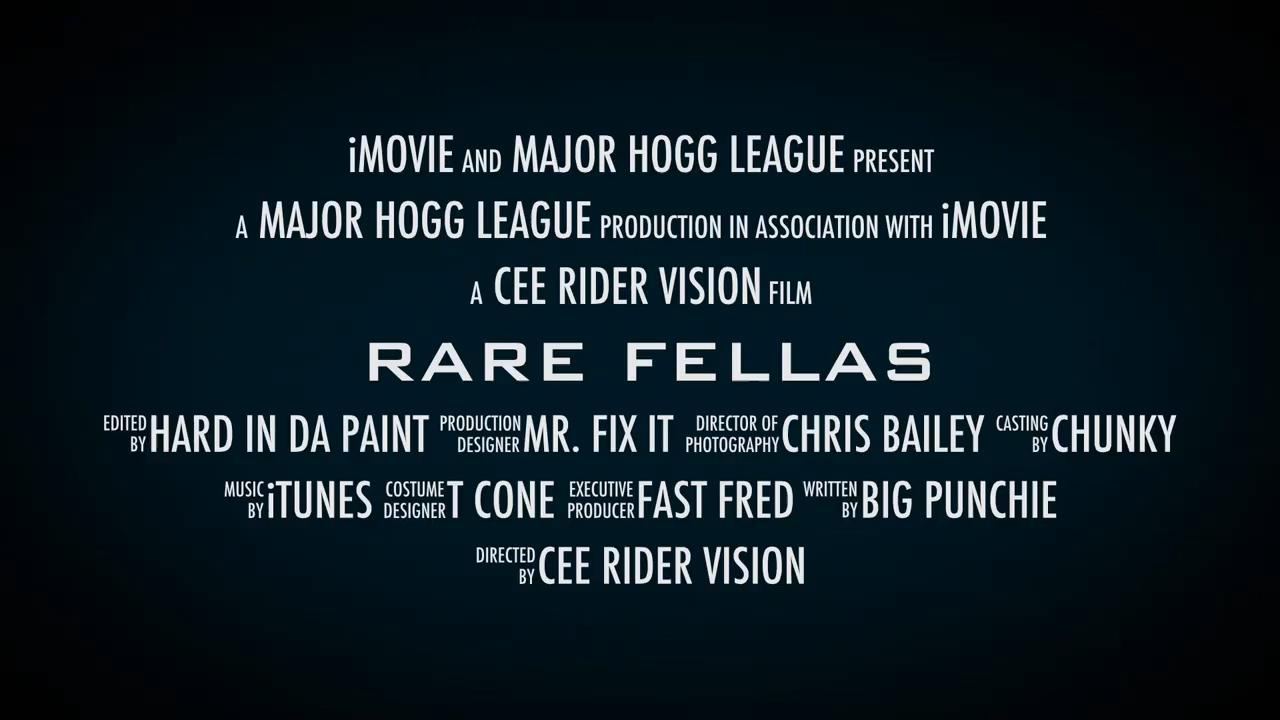 iMOVIE AND MAJOR HOGG LEAGUE PRESENT
A MAJOR HOGG LEAGUE PRODUCTION IN ASSOCIATION WITH iMOVIE
A CEE RIDER VISION FILM
RARE FELLAS
EDITED BY HARD IN DA PAINT PRODUCTION DESIGNER MR. FIX IT DIRECTOR OF PHOTOGRAPHY CHRIS BAILEY CASTING BY CHUNKY
MUSIC BY iTUNES COSTUME DESIGNER T CONE EXECUTIVE PRODUCER FAST FRED WRITTEN BY BIG PUNCHIE
DIRECTED BY CEE RIDER VISION